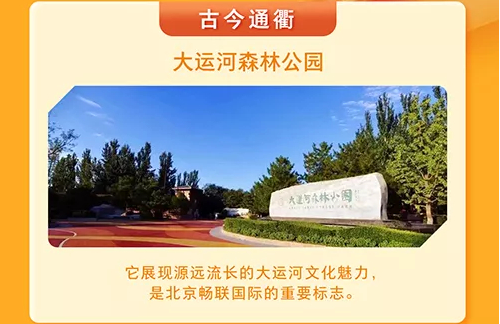 古今通衢
大运河森林公园
大运河森林公园
它展现源远流长的大运河文化魅力，
是北京畅联国际的重要标志。